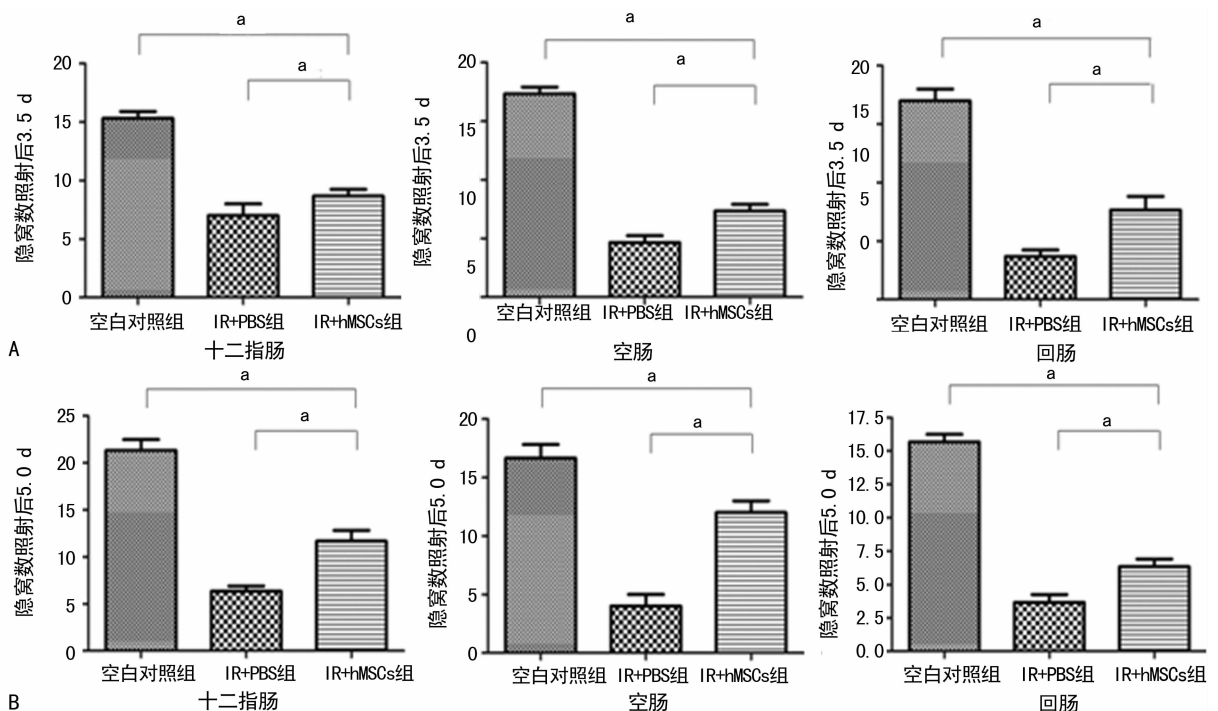 a
a
20
15
10
5
0
隐窝数照射后3.5 d
空白对照组 IR+PBS组 IR+hMSCs组
十二指肠
a
a
20
15
10
5
0
隐窝数照射后3.5 d
空白对照组 IR+PBS组 IR+hMSCs组
空肠
a
a
20
15
10
5
0
隐窝数照射后3.5 d
空白对照组 IR+PBS组 IR+hMSCs组
回肠
A
a
a
25
20
15
10
5
0
隐窝数照射后5.0 d
空白对照组 IR+PBS组 IR+hMSCs组
十二指肠
a
a
20
15
10
5
0
隐窝数照射后5.0 d
空白对照组 IR+PBS组 IR+hMSCs组
空肠
a
a
17.5
15.0
12.5
10.0
7.5
5.0
2.5
0.0
隐窝数照射后5.0 d
空白对照组 IR+PBS组 IR+hMSCs组
回肠
B